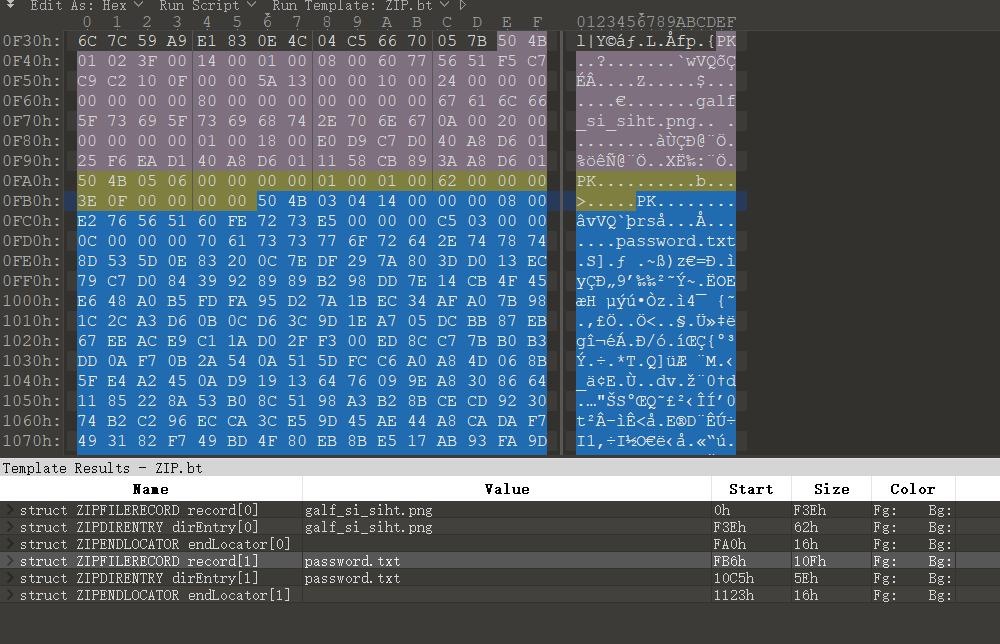 Edit As: Hex Run Script Run Template: ZIP.bt
0 1 2 3 4 5 6 7 8 9 A B C D E F 0123456789ABCDEF
0F30h: 6C 7C 59 A9 E1 83 0E 4C 04 C5 66 70 05 7B 50 4B l|Y©áƒ.L.Åfp.{PK
0F40h: 01 02 3F 00 14 00 01 00 08 00 60 77 56 51 F5 C7 ..?.......`wVQõÇ
0F50h: C9 C2 10 0F 00 00 5A 13 00 00 10 00 24 00 00 00 ÉÂ....Z.....$...
0F60h: 00 00 00 00 80 00 00 00 00 00 00 00 67 61 6C 66 ....€.......galf
0F70h: 5F 73 69 5F 73 69 68 74 2E 70 6E 67 0A 00 20 00 _si_siht.png.. .
0F80h: 00 00 00 00 01 00 18 00 E0 D9 C7 D0 40 A8 D6 01 ........àÙÇÐ@¨Ö.
0F90h: 25 F6 EA D1 40 A8 D6 01 11 58 CB 89 3A A8 D6 01 %öêÑ@¨Ö..XË‰:¨Ö.
0FA0h: 50 4B 05 06 00 00 00 00 01 00 01 00 62 00 00 00 PK..........b...
0FB0h: 3E 0F 00 00 00 00 50 4B 03 04 14 00 00 00 08 00 >.....PK........
0FC0h: E2 76 56 51 60 FE 72 73 E5 00 00 00 C5 03 00 00 âvVQ`þrså...Å...
0FD0h: 0C 00 00 00 70 61 73 73 77 6F 72 64 2E 74 78 74 ....password.txt
0FE0h: 8D 53 5D 0E 83 20 0C 7E DF 29 7A 80 3D D0 13 EC .S].ƒ .~ß)z€=Ð.ì
0FF0h: 79 C7 D0 84 39 92 89 89 B2 98 DD 7E 14 CB 4F 45 yÇÐ„9’‰‰²˜Ý~.ËOE
1000h: E6 48 A0 B5 FD FA 95 D2 7A 1B EC 34 AF A0 7B 98 æH µýú•Òz.ì4¯ {˜
1010h: 1C 2C A3 D6 0B 0C D6 3C 9D 1E A7 05 DC BB 87 EB .,£Ö..Ö<..§.Ü»‡ë
1020h: 67 EE AC E9 C1 1A D0 2F F3 00 ED 8C C7 7B B0 B3 gî¬éÁ.Ð/ó.íŒÇ{°³
1030h: DD 0A F7 0B 2A 54 0A 51 5D FC C6 A0 A8 4D 06 8B Ý.÷.*T.Q]üÆ ¨M.‹
1040h: 5F E4 A2 45 0A D9 19 13 64 76 09 9E A8 30 86 64 _ä¢E.Ù..dv.ž¨0†d
1050h: 11 85 22 8A 53 B0 8C 51 98 A3 B2 8B CE CD 92 30 .…"ŠS°ŒQ˜£²‹ÎÍ’0
1060h: 74 B2 C2 96 EC CA 3C E5 9D 45 AE 44 A8 CA DA F7 t²Â–ìÊ<å.E®D¨ÊÚ÷
1070h: 49 31 82 F7 49 BD 4F 80 EB 8B E5 17 AB 93 FA 9D I1‚÷I½O€ë‹å.«“ú.
Template Results - ZIP.bt
Name Value Start Size Color
struct ZIPFILERECORD record[0] galf_si_siht.png 0h F3Eh Fg: Bg:
struct ZIPDIRENTRY dirEntry[0] galf_si_siht.png F3Eh 62h Fg: Bg:
struct ZIPENDLOCATOR endLocator[0] FA0h 16h Fg: Bg:
struct ZIPFILERECORD record[1] password.txt FB6h 10Fh Fg: Bg:
struct ZIPDIRENTRY dirEntry[1] password.txt 10C5h 5Eh Fg: Bg:
struct ZIPENDLOCATOR endLocator[1] 1123h 16h Fg: Bg: